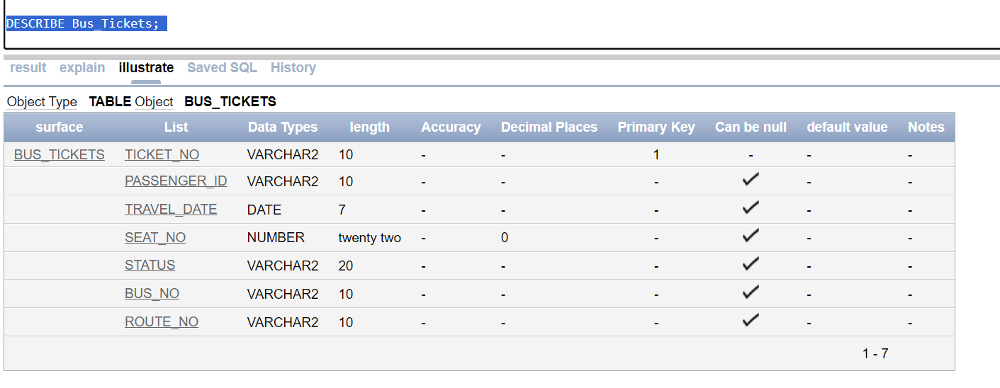 DESCRIBE Bus_Tickets;
result explain illustrate Saved SQL History
Object Type TABLE Object BUS_TICKETS
surface List Data Types length Accuracy Decimal Places Primary Key Can be null default value Notes
BUS_TICKETS TICKET_NO VARCHAR2 10 - - 1 - - -
PASSENGER_ID VARCHAR2 10 - - - ✓ - -
TRAVEL_DATE DATE 7 - - - ✓ - -
SEAT_NO NUMBER twenty two - 0 - ✓ - -
STATUS VARCHAR2 20 - - - ✓ - -
BUS_NO VARCHAR2 10 - - - ✓ - -
ROUTE_NO VARCHAR2 10 - - - ✓ - -
1 - 7